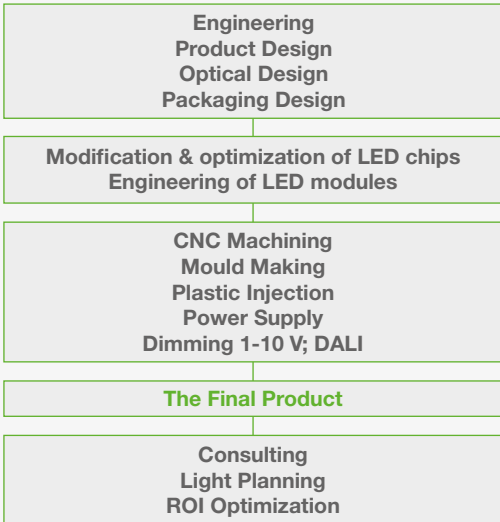 Engineering
Product Design
Optical Design
Packaging Design
Modification & optimization of LED chips
Engineering of LED modules
CNC Machining
Mould Making
Plastic Injection
Power Supply
Dimming 1-10 V; DALI
The Final Product
Consulting
Light Planning
ROI Optimization